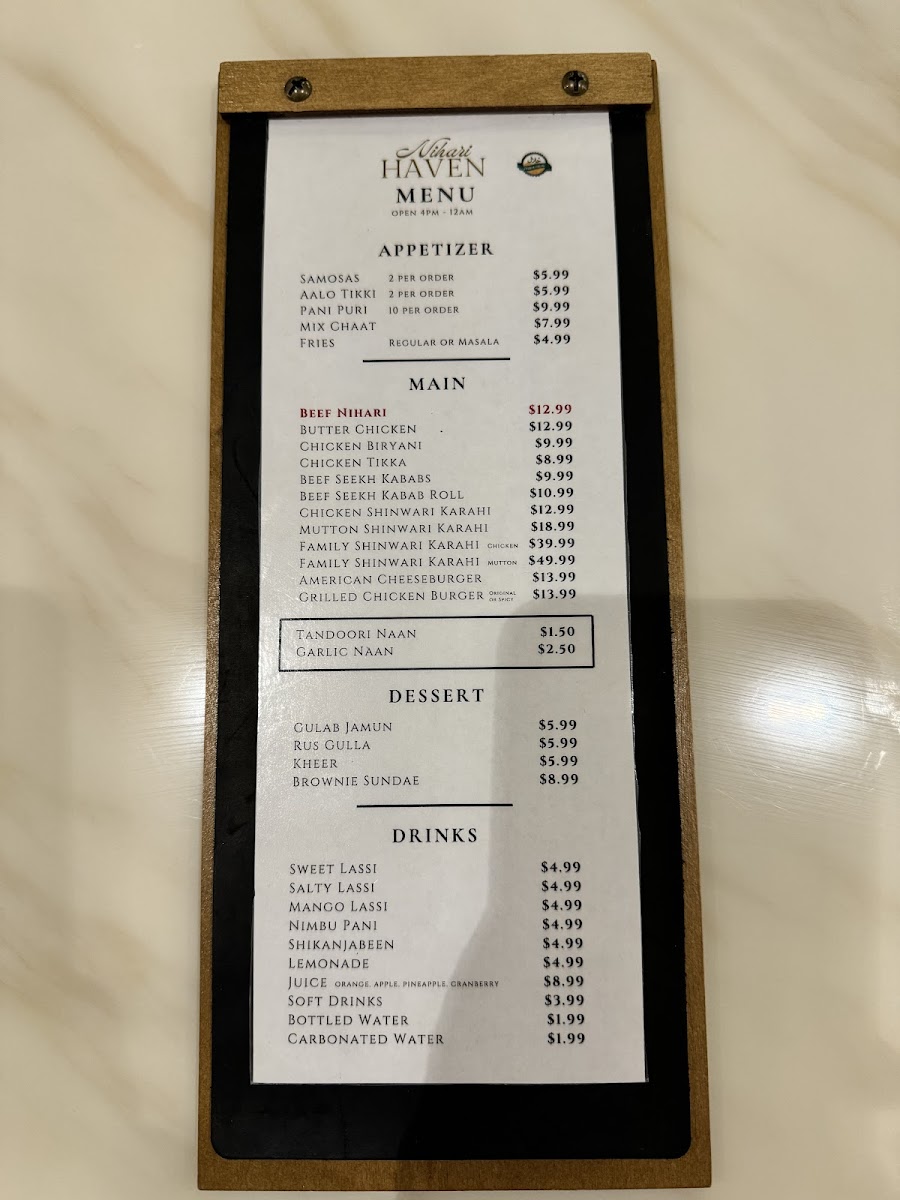 Nihari
HAVEN
MENU
OPEN 4PM - 12AM
APPETIZER
SAMOSAS 2 PER ORDER $5.99
AALO TIKKI 2 PER ORDER $5.99
PANI PURI 10 PER ORDER $9.99
MIX CHAAT $7.99
FRIES REGULAR OR MASALA $4.99
MAIN
BEEF NIHARI $12.99
BUTTER CHICKEN $12.99
CHICKEN BIRYANI $9.99
CHICKEN TIKKA $8.99
BEEF SEEKH KABABS $9.99
BEEF SEEKH KABAB ROLL $10.99
CHICKEN SHINWARI KARAHI $12.99
MUTTON SHINWARI KARAHI $18.99
FAMILY SHINWARI KARAHI CHICKEN $39.99
FAMILY SHINWARI KARAHI MUTTON $49.99
AMERICAN CHEESEBURGER $13.99
GRILLED CHICKEN BURGER ORIGINAL OR SPICY $13.99
TANDOORI NAAN $1.50
GARLIC NAAN $2.50
DESSERT
GULAB JAMUN $5.99
RUS GULLA $5.99
KHEER $5.99
BROWNIE SUNDAE $8.99
DRINKS
SWEET LASSI $4.99
SALTY LASSI $4.99
MANGO LASSI $4.99
NIMBU PANI $4.99
SHIKANJABEEN $4.99
LEMONADE $4.99
JUICE ORANGE, APPLE, PINEAPPLE, CRANBERRY $8.99
SOFT DRINKS $3.99
BOTTLED WATER $1.99
CARBONATED WATER $1.99